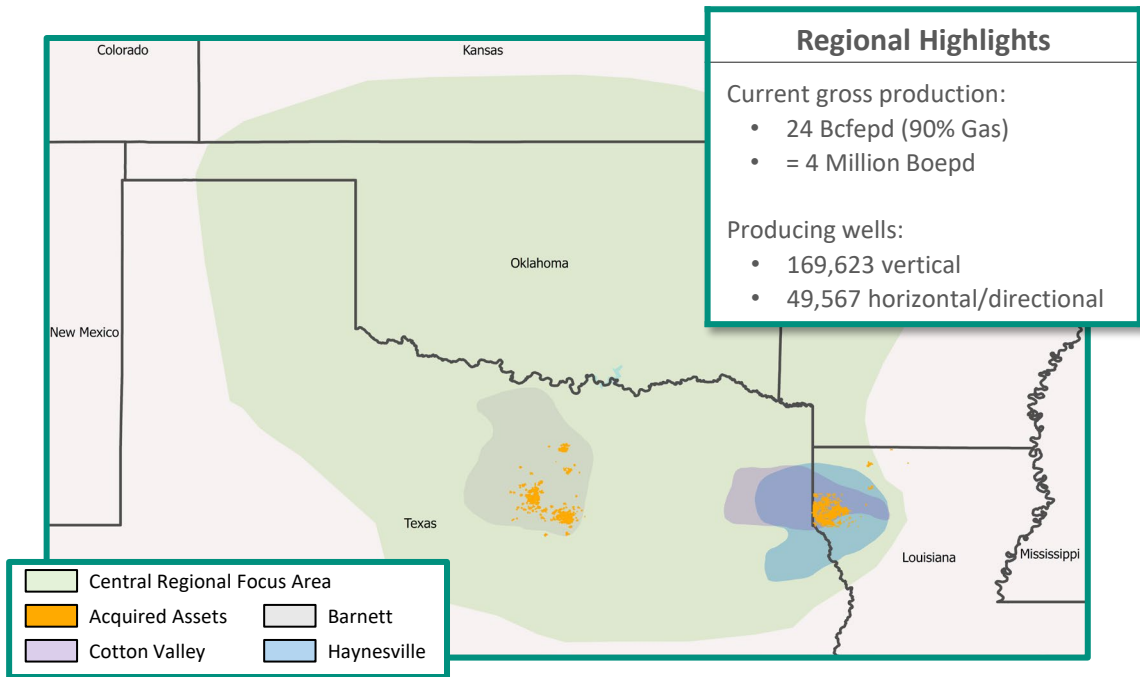 Colorado
Kansas
Regional Highlights
Current gross production:
• 24 Bcfepd (90% Gas)
• = 4 Million Boepd
Producing wells:
• 169,623 vertical
• 49,567 horizontal/directional
Oklahoma
New Mexico
Texas
Louisiana
Mississippi
Central Regional Focus Area
Acquired Assets
Barnett
Cotton Valley
Haynesville